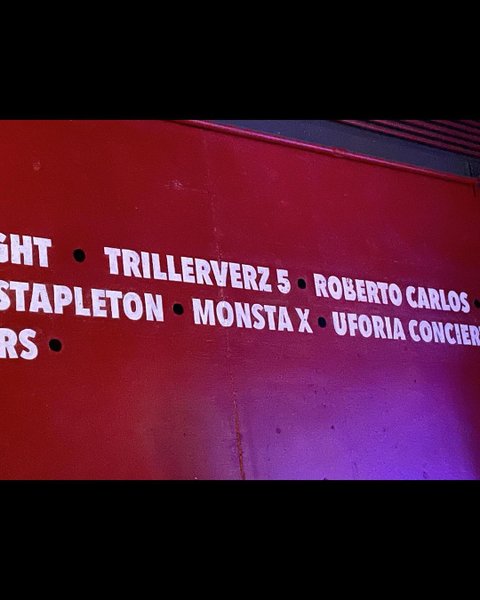 GHT • TRILLERVERZ 5 • ROBERTO CARLOS •
STAPLETON • MONSTA X • UFORIA CONCIER
RS •